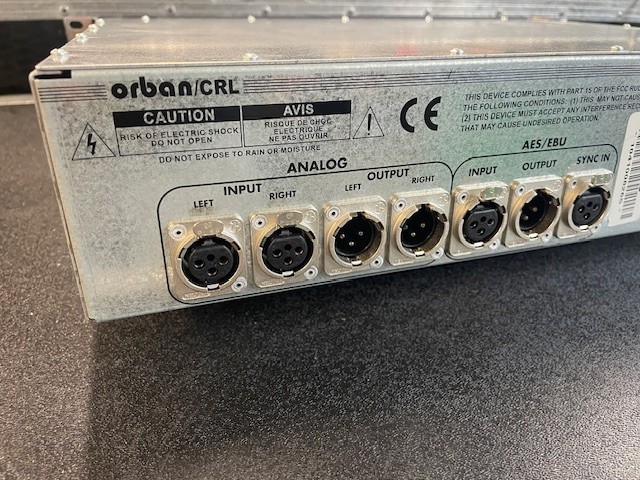 orban/CRL
CAUTION
RISK OF ELECTRIC SHOCK
DO NOT OPEN
AVIS
RISQUE DE CHOC
ELECTRIQUE
NE PAS OUVRIR
DO NOT EXPOSE TO RAIN OR MOISTURE
CE
THIS DEVICE COMPLIES WITH PART 15 OF THE FCC
THE FOLLOWING CONDITIONS: (1) THIS MAY NOT
(2) THIS DEVICE MUST ACCEPT ANY INTERFERENCE
THAT MAY CAUSE UNDESIRED OPERATION.
ANALOG
INPUT
LEFT
RIGHT
OUTPUT
LEFT
RIGHT
AES/EBU
INPUT
OUTPUT
SYNC IN